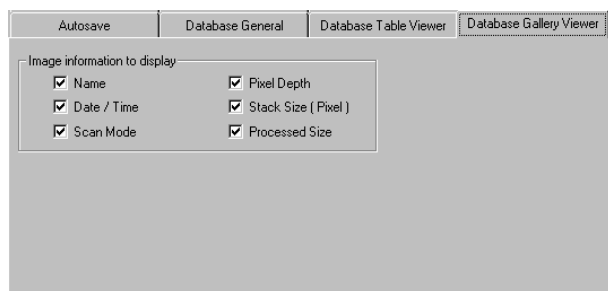 Autosave Database General Database Table Viewer Database Gallery Viewer
Image information to display
Name Pixel Depth
Date / Time Stack Size ( Pixel )
Scan Mode Processed Size